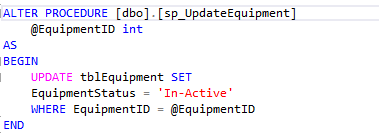 ALTER PROCEDURE [dbo].[sp_UpdateEquipment]
@EquipmentID int
AS
BEGIN
UPDATE tblEquipment SET
EquipmentStatus = 'In-Active'
WHERE EquipmentID = @EquipmentID
END